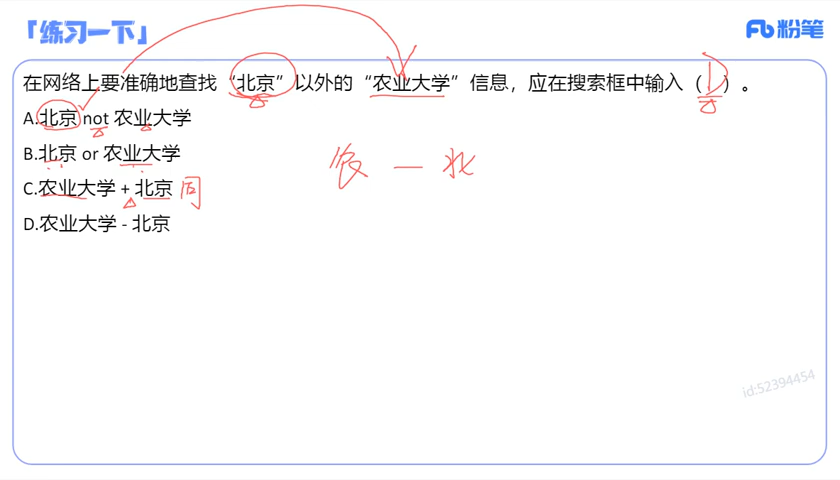 「练习一下」
粉笔
在网络上要准确地查找“北京”以外的“农业大学”信息，应在搜索框中输入（D）。
A.北京 not 农业大学
B.北京 or 农业大学
农 — 北
C.农业大学 + 北京 同
D.农业大学 - 北京
id:52394454